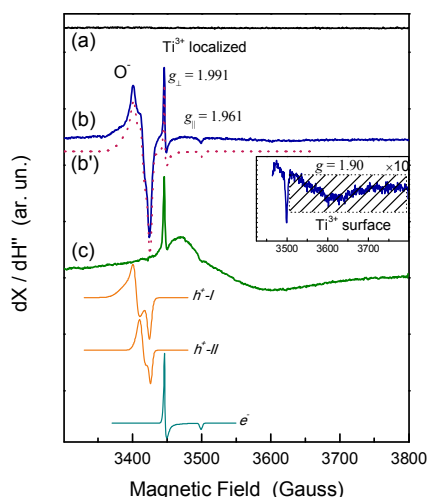 (a)
Ti³⁺ localized
O⁻
g⊥ = 1.991
g∥ = 1.961
(b)
(b')
g = 1.90
×10
3500 3600 3700
Ti³⁺ surface
(c)
h⁺-I
h⁺-II
e⁻
dX / dH" (ar. un.)
3400 3500 3600 3700 3800
Magnetic Field (Gauss)